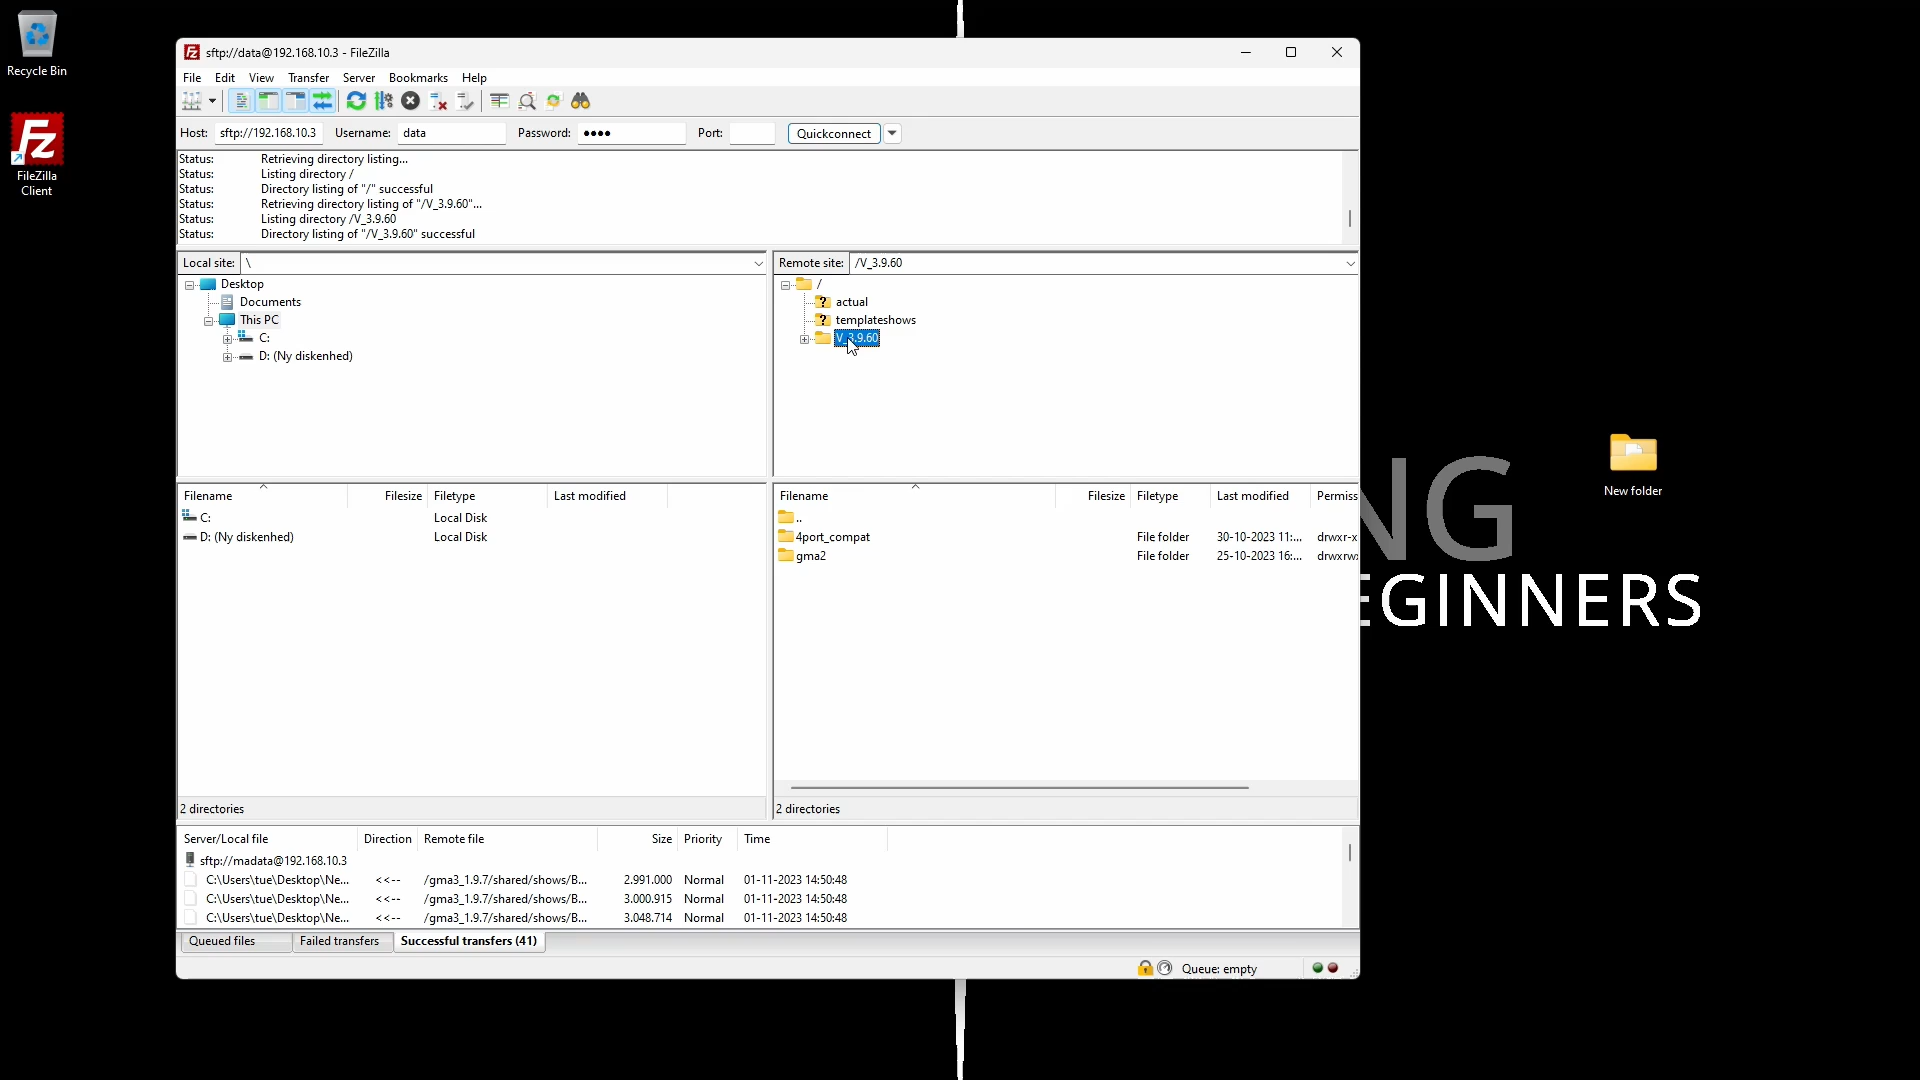 Recycle Bin
FileZilla
Client
sftp://data@192.168.10.3 - FileZilla
File Edit View Transfer Server Bookmarks Help
Host: sftp://192.168.10.3 Username: data Password: •••• Port: Quickconnect
Status: Retrieving directory listing...
Status: Listing directory /
Status: Directory listing of "/" successful
Status: Retrieving directory listing of "/V_3.9.60"...
Status: Listing directory /V_3.9.60
Status: Directory listing of "/V_3.9.60" successful
Local site: \
Desktop
Documents
This PC
C:
D: (Ny diskenhed)
Remote site: /V_3.9.60
/
actual
templateshows
V_3.9.60
Filename Filesize Filetype Last modified
C: Local Disk
D: (Ny diskenhed) Local Disk
2 directories
Filename Filesize Filetype Last modified Permiss
..
4port_compat File folder 30-10-2023 11:... drwxr-x
gma2 File folder 25-10-2023 16:... drwxrw
2 directories
Server/Local file Direction Remote file Size Priority Time
sftp://madata@192.168.10.3
C:\Users\tue\Desktop\Ne... <<-- /gma3_1.9.7/shared/shows/B... 2.991.000 Normal 01-11-2023 14:50:48
C:\Users\tue\Desktop\Ne... <<-- /gma3_1.9.7/shared/shows/B... 3.000.915 Normal 01-11-2023 14:50:48
C:\Users\tue\Desktop\Ne... <<-- /gma3_1.9.7/shared/shows/B... 3.048.714 Normal 01-11-2023 14:50:48
Queued files Failed transfers Successful transfers (41)
Queue: empty
New folder
NG
EGINNERS